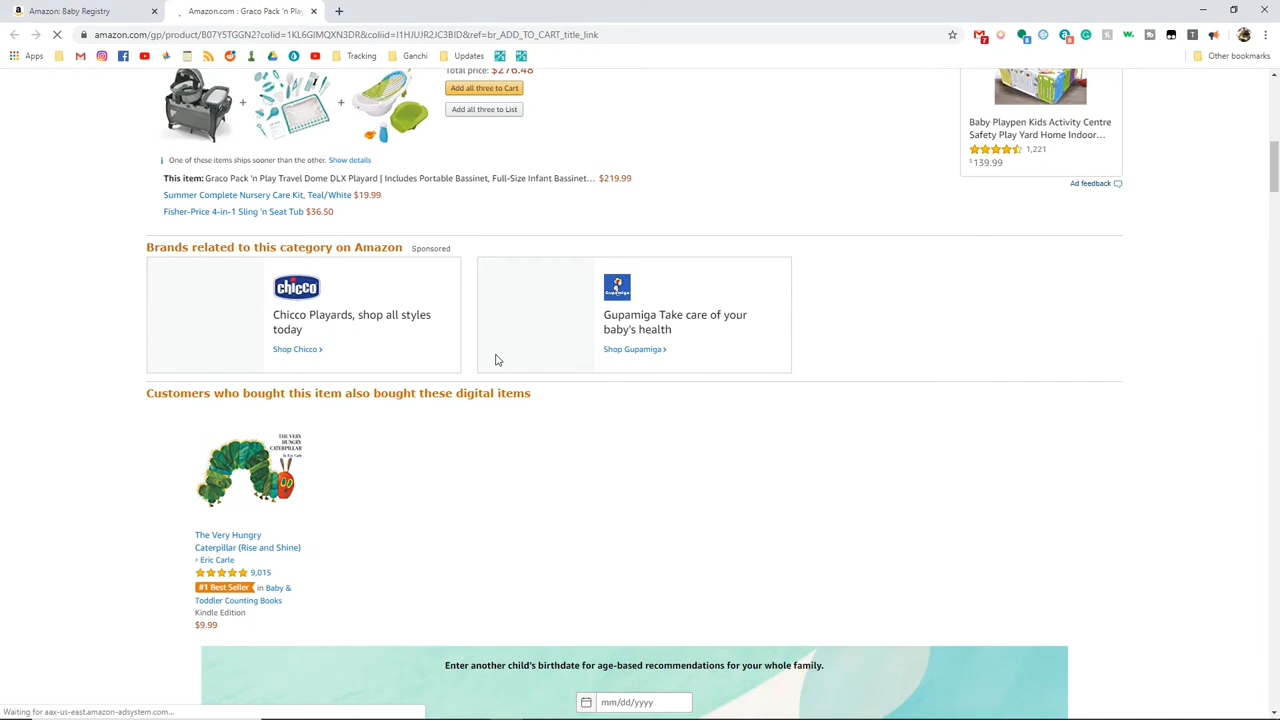 Amazon: Baby Registry
Amazon.com : Graco Pack 'n Play
amazon.com/gp/product/B07Y5TGGN2?colid=1KL6GIMQXN3DR&coliid=I1HJUJR2JC3BID&ref=br_ADD_TO_CART_title_link
Apps
Tracking
Ganchi
Updates
Other bookmarks
Total price: $276.48
Add all three to Cart
Add all three to List
Baby Playpen Kids Activity Centre
Safety Play Yard Home Indoor…
1,221
$139.99
Ad feedback
i One of these items ships sooner than the other. Show details
This item: Graco Pack 'n Play Travel Dome DLX Playard | Includes Portable Bassinet, Full-Size Infant Bassinet… $219.99
Summer Complete Nursery Care Kit, Teal/White $19.99
Fisher-Price 4-in-1 Sling 'n Seat Tub $36.50
Brands related to this category on Amazon Sponsored
chicco
Chicco Playards, shop all styles
today
Shop Chicco ›
Gupamiga
Gupamiga Take care of your
baby's health
Shop Gupamiga ›
Customers who bought this item also bought these digital items
THE VERY
HUNGRY
CATERPILLAR
by Eric Carle
The Very Hungry
Caterpillar (Rise and Shine)
› Eric Carle
9,015
#1 Best Seller in Baby &
Toddler Counting Books
Kindle Edition
$9.99
Enter another child's birthdate for age-based recommendations for your whole family.
mm/dd/yyyy
Waiting for aax-us-east.amazon-adsystem.com...